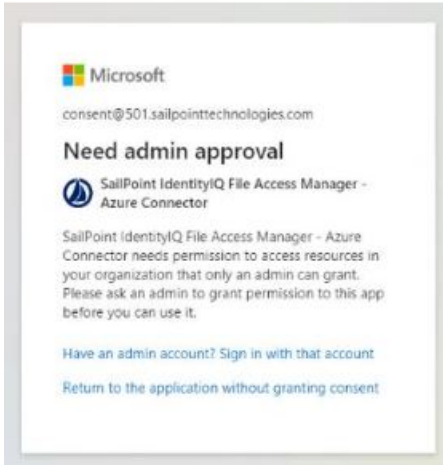 Microsoft
consent@501.sailpointtechnologies.com
Need admin approval
SailPoint IdentityIQ File Access Manager -
Azure Connector
SailPoint IdentityIQ File Access Manager - Azure
Connector needs permission to access resources in
your organization that only an admin can grant.
Please ask an admin to grant permission to this app
before you can use it.
Have an admin account? Sign in with that account
Return to the application without granting consent